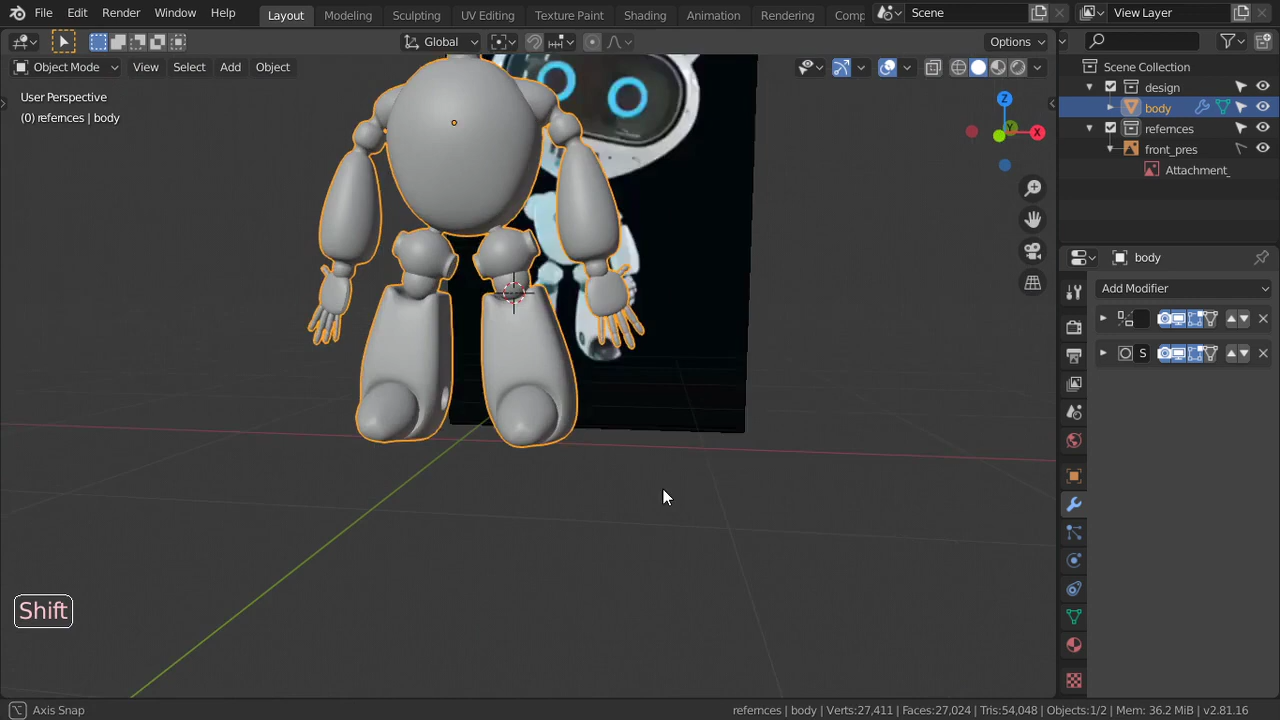 File Edit Render Window Help Layout Modeling Sculpting UV Editing Texture Paint Shading Animation Rendering Comp Scene View Layer
Global Options
Object Mode View Select Add Object
Scene Collection
design
body
refernces
front_pres
Attachment_
User Perspective
(0) refernces | body
Z
Y
X
body
Add Modifier
S
Shift
Axis Snap
refernces | body | Verts:27,411 | Faces:27,024 | Tris:54,048 | Objects:1/2 | Mem: 36.2 MiB | v2.81.16